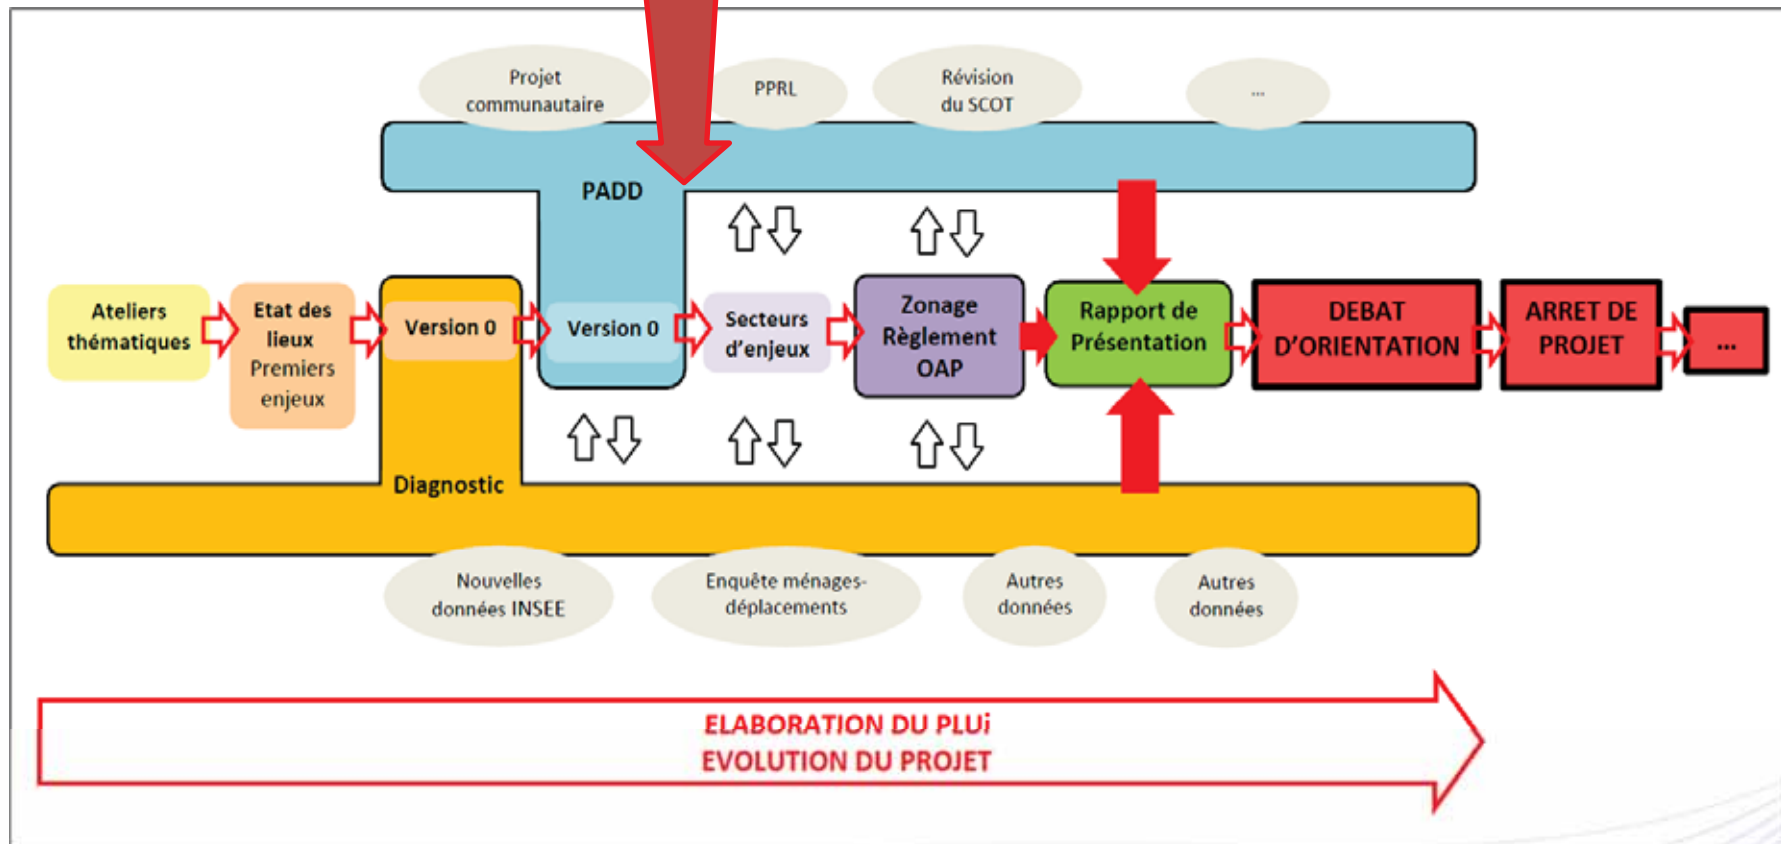 Projet
communautaire
PPRL
Révision
du SCOT
...
PADD
Ateliers
thématiques
Etat des
lieux
Premiers
enjeux
Version 0
Version 0
Secteurs
d'enjeux
Zonage
Règlement
OAP
Rapport de
Présentation
DEBAT
D'ORIENTATION
ARRET DE
PROJET
...
Diagnostic
Nouvelles
données INSEE
Enquête ménages-
déplacements
Autres
données
Autres
données
ELABORATION DU PLUi
EVOLUTION DU PROJET